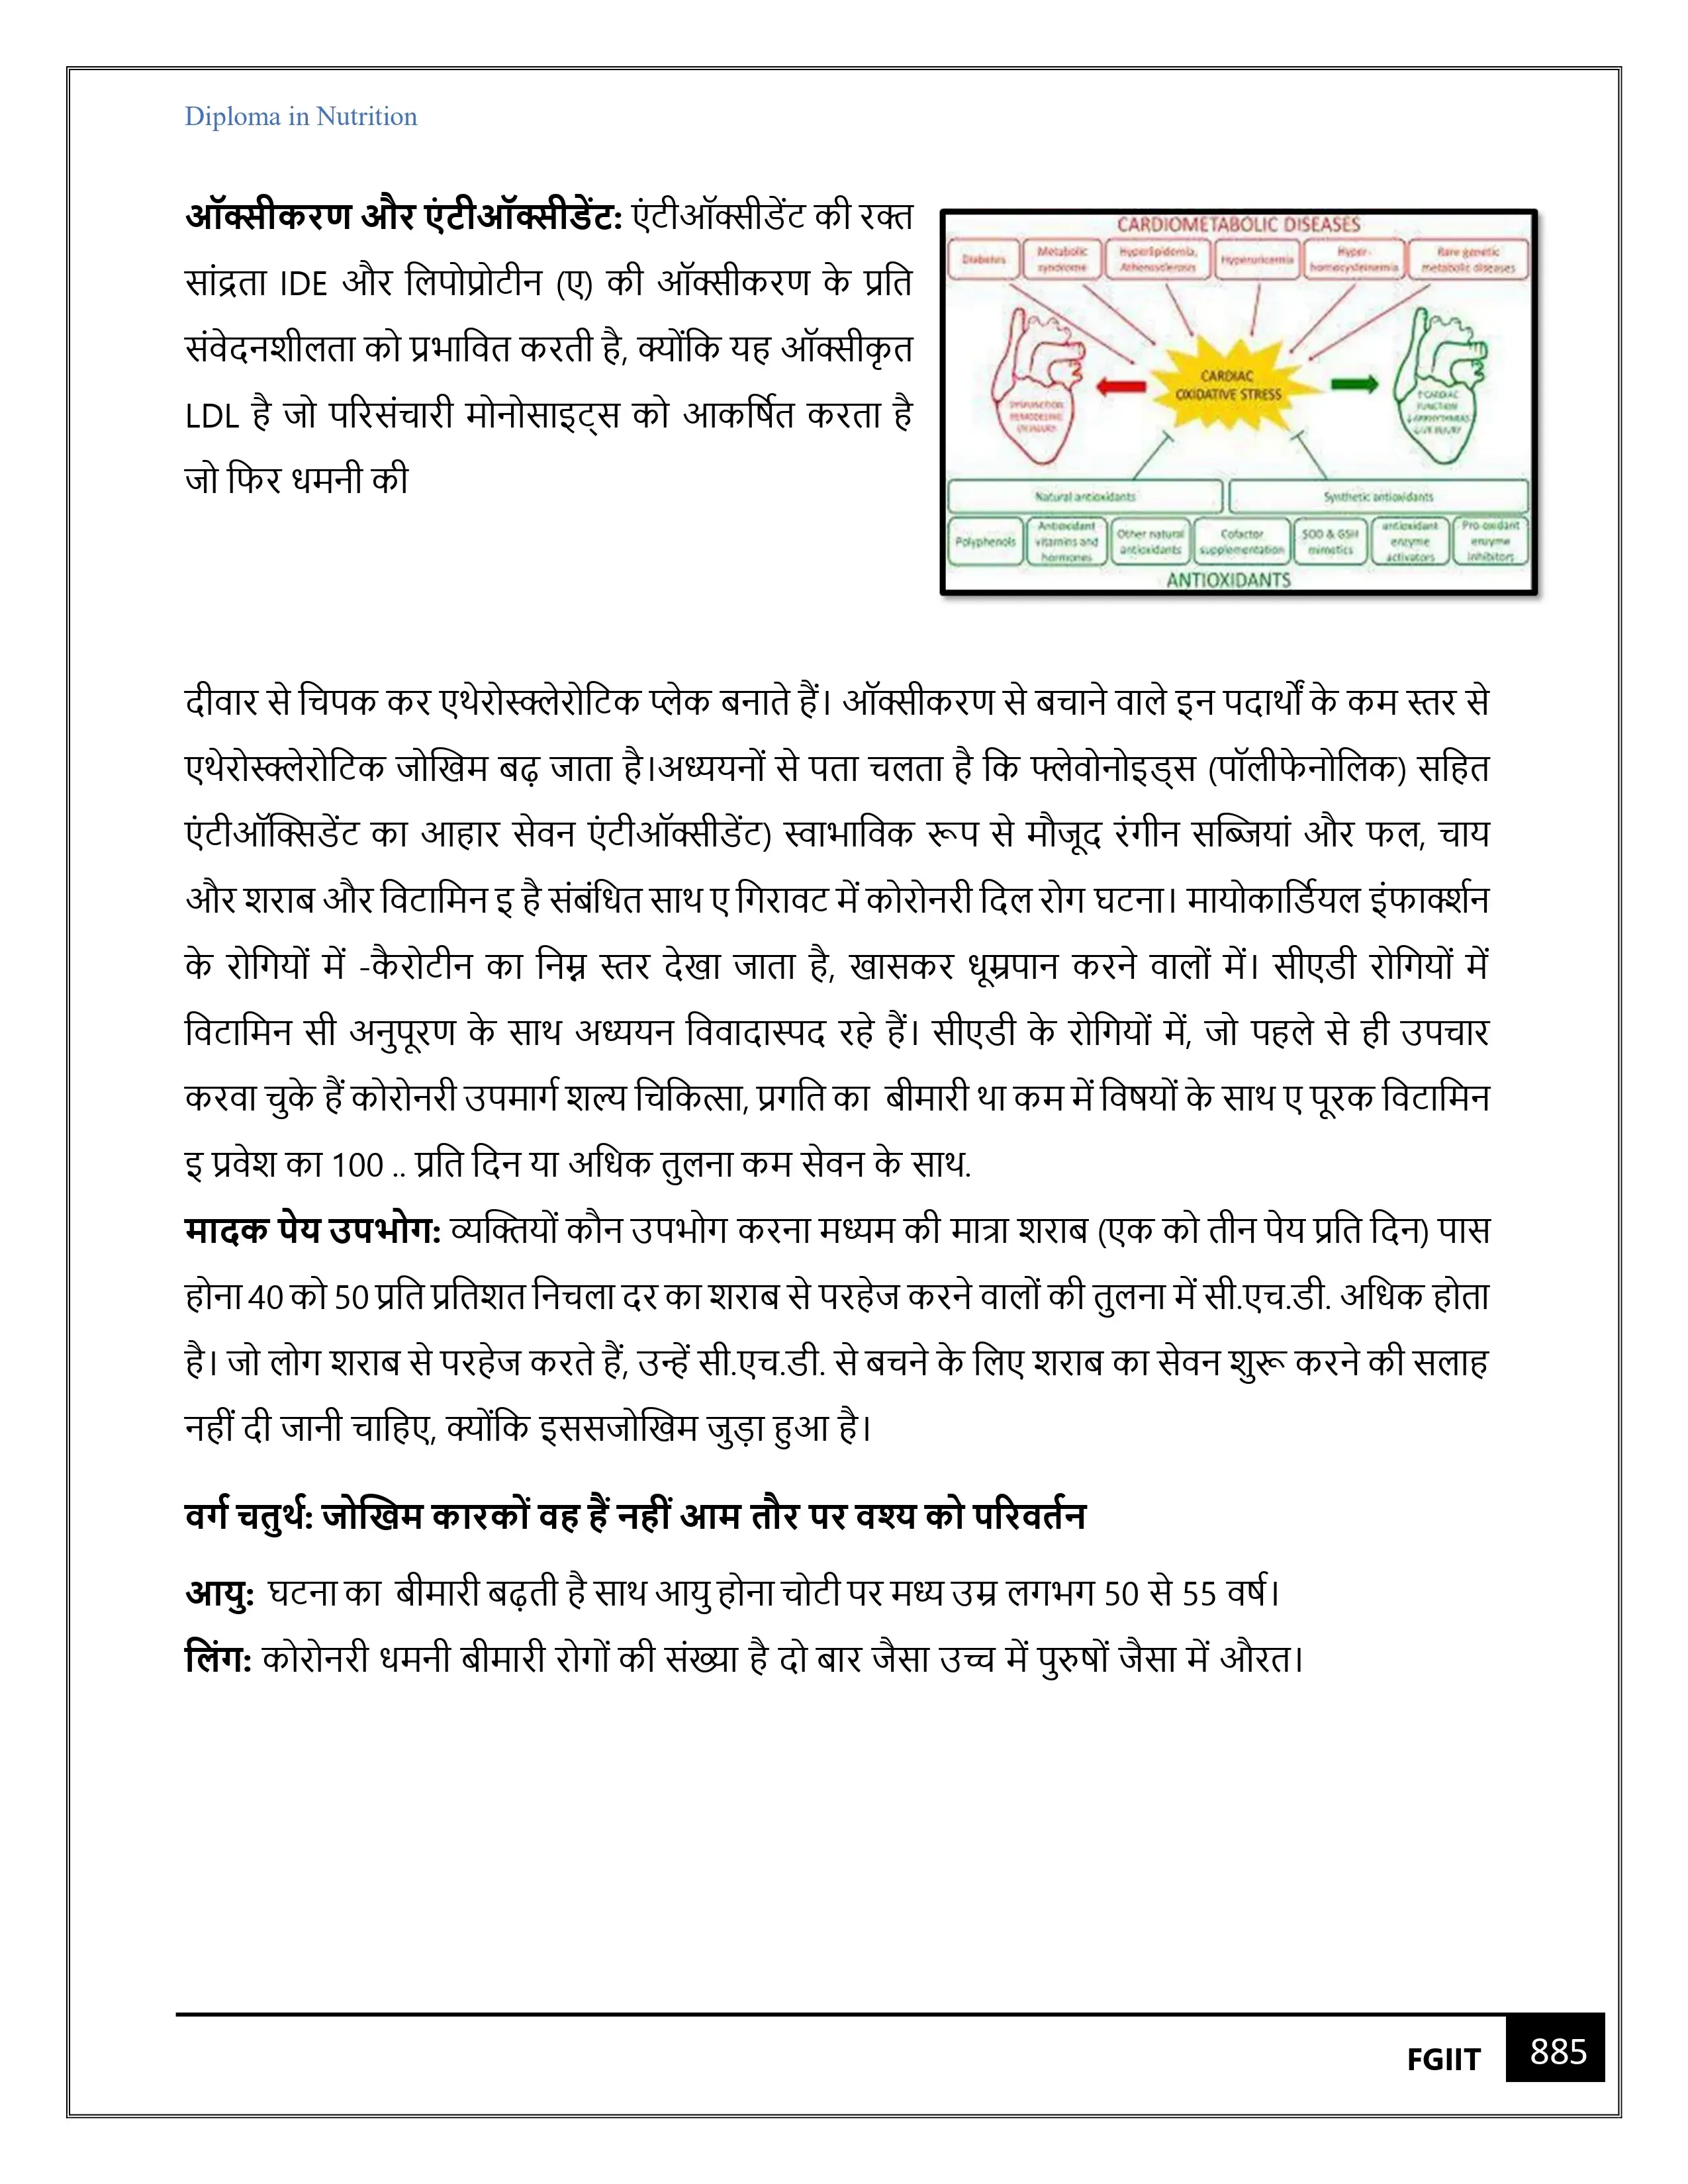 Diploma in Nutrition
ऑक्सीकरण और एंटीऑक्सीडेंट: एंटीऑक्सीडेंट की रक्त
सांद्रता IDE और लिपोप्रोटीन (ए) की ऑक्सीकरण के प्रति
संवेदनशीलता को प्रभावित करती है, क्योंकि यह ऑक्सीकृत
LDL है जो परिसंचारी मोनोसाइट्स को आकर्षित करता है
जो फिर धमनी की
CARDIOMETABOLIC DISEASES
Diabetes
Metabolic
syndrome
Hyperlipidemia,
Atherosclerosis
Hyperuricemia
Hyper-
homocysteinemia
Rare genetic
metabolic diseases
CARDIAC
OXIDATIVE STRESS
DYSFUNCTION
REMODELING
I/R INJURY
↑CARDIAC
FUNCTION
↓ARRHYTHMIAS
↓I/R INJURY
Natural antioxidants
Synthetic antioxidants
Polyphenols
Antioxidant
vitamins and
hormones
Other natural
antioxidants
Cofactor
supplementation
SOD & GSH
mimetics
antioxidant
enzyme
activators
Pro-oxidant
enzyme
inhibitors
ANTIOXIDANTS
दीवार से चिपक कर एथेरोस्क्लेरोटिक प्लेक बनाते हैं। ऑक्सीकरण से बचाने वाले इन पदार्थों के कम स्तर से
एथेरोस्क्लेरोटिक जोखिम बढ़ जाता है।अध्ययनों से पता चलता है कि फ्लेवोनोइड्स (पॉलीफेनोलिक) सहित
एंटीऑक्सिडेंट का आहार सेवन एंटीऑक्सीडेंट) स्वाभाविक रूप से मौजूद रंगीन सब्जियां और फल, चाय
और शराब और विटामिन इ है संबंधित साथ ए गिरावट में कोरोनरी दिल रोग घटना। मायोकार्डियल इंफार्क्शन
के रोगियों में -कैरोटीन का निम्न स्तर देखा जाता है, खासकर धूम्रपान करने वालों में। सीएडी रोगियों में
विटामिन सी अनुपूरण के साथ अध्ययन विवादास्पद रहे हैं। सीएडी के रोगियों में, जो पहले से ही उपचार
करवा चुके हैं कोरोनरी उपमार्ग शल्य चिकित्सा, प्रगति का बीमारी था कम में विषयों के साथ ए पूरक विटामिन
इ प्रवेश का 100 .. प्रति दिन या अधिक तुलना कम सेवन के साथ.
मादक पेय उपभोग: व्यक्तियों कौन उपभोग करना मध्यम की मात्रा शराब (एक को तीन पेय प्रति दिन) पास
होना 40 को 50 प्रति प्रतिशत निचला दर का शराब से परहेज करने वालों की तुलना में सी.एच.डी. अधिक होता
है। जो लोग शराब से परहेज करते हैं, उन्हें सी.एच.डी. से बचने के लिए शराब का सेवन शुरू करने की सलाह
नहीं दी जानी चाहिए, क्योंकि इससजोखिम जुड़ा हुआ है।
वर्ग चतुर्थ: जोखिम कारकों वह हैं नहीं आम तौर पर वश्य को परिवर्तन
आयु: घटना का बीमारी बढ़ती है साथ आयु होना चोटी पर मध्य उम्र लगभग 50 से 55 वर्ष।
लिंग: कोरोनरी धमनी बीमारी रोगों की संख्या है दो बार जैसा उच्च में पुरुषों जैसा में औरत।
FGIIT
885